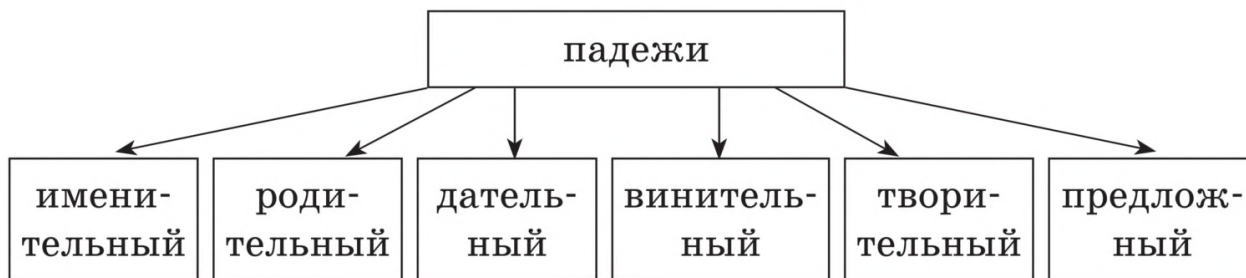 падежи
имени-
тельный
роди-
тельный
датель-
ный
винитель-
ный
твори-
тельный
предлож-
ный